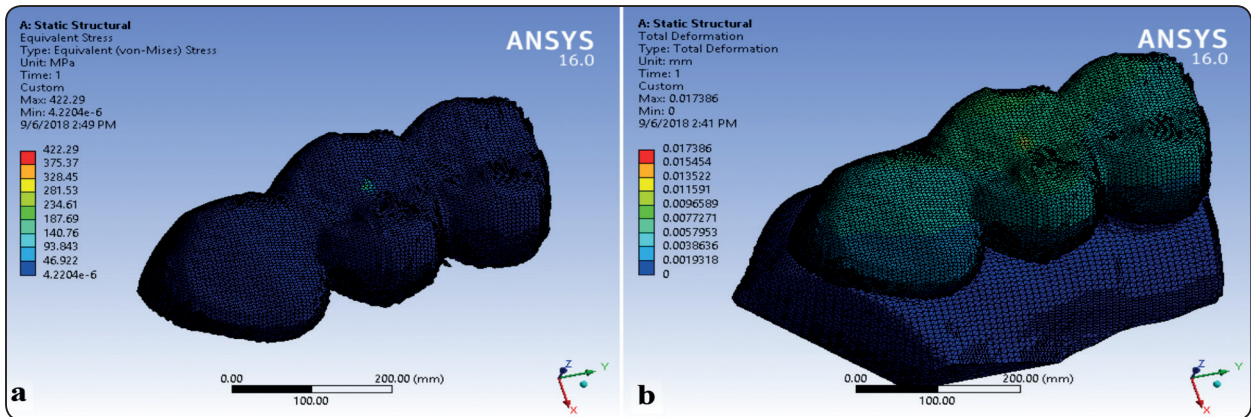 A: Static Structural
Equivalent Stress
Type: Equivalent (von-Mises) Stress
Unit: MPa
Time: 1
Custom
Max: 422.29
Min: 4.2204e-6
9/6/2018 2:49 PM
ANSYS
16.0
422.29
375.37
328.45
281.53
234.61
187.69
140.76
93.843
46.922
4.2204e-6
0.00
200.00 (mm)
100.00
Z
Y
X
a
A: Static Structural
Total Deformation
Type: Total Deformation
Unit: mm
Time: 1
Custom
Max: 0.017386
Min: 0
9/6/2018 2:41 PM
ANSYS
16.0
0.017386
0.015454
0.013522
0.011591
0.0096589
0.0077271
0.0057953
0.0038636
0.0019318
0
0.00
200.00 (mm)
100.00
Z
Y
X
b